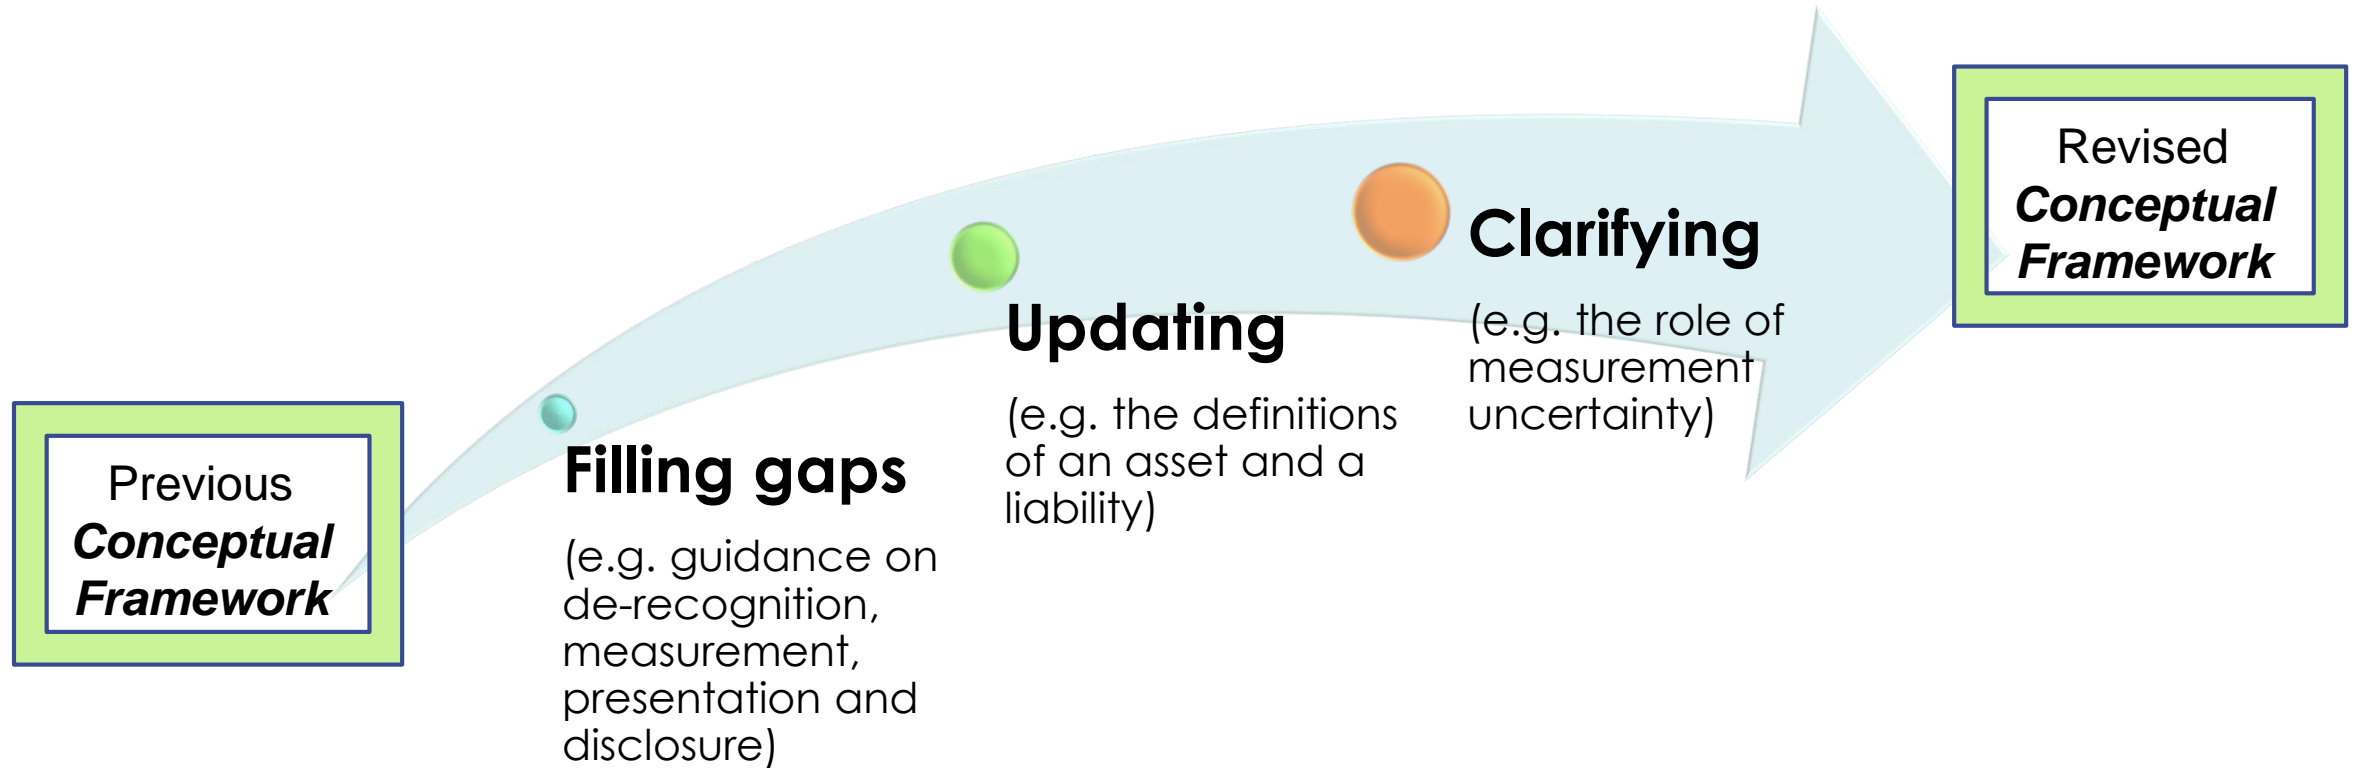 Previous
Conceptual
Framework
Filling gaps
(e.g. guidance on
de-recognition,
measurement,
presentation and
disclosure)
Updating
(e.g. the definitions
of an asset and a
liability)
Clarifying
(e.g. the role of
measurement
uncertainty)
Revised
Conceptual
Framework